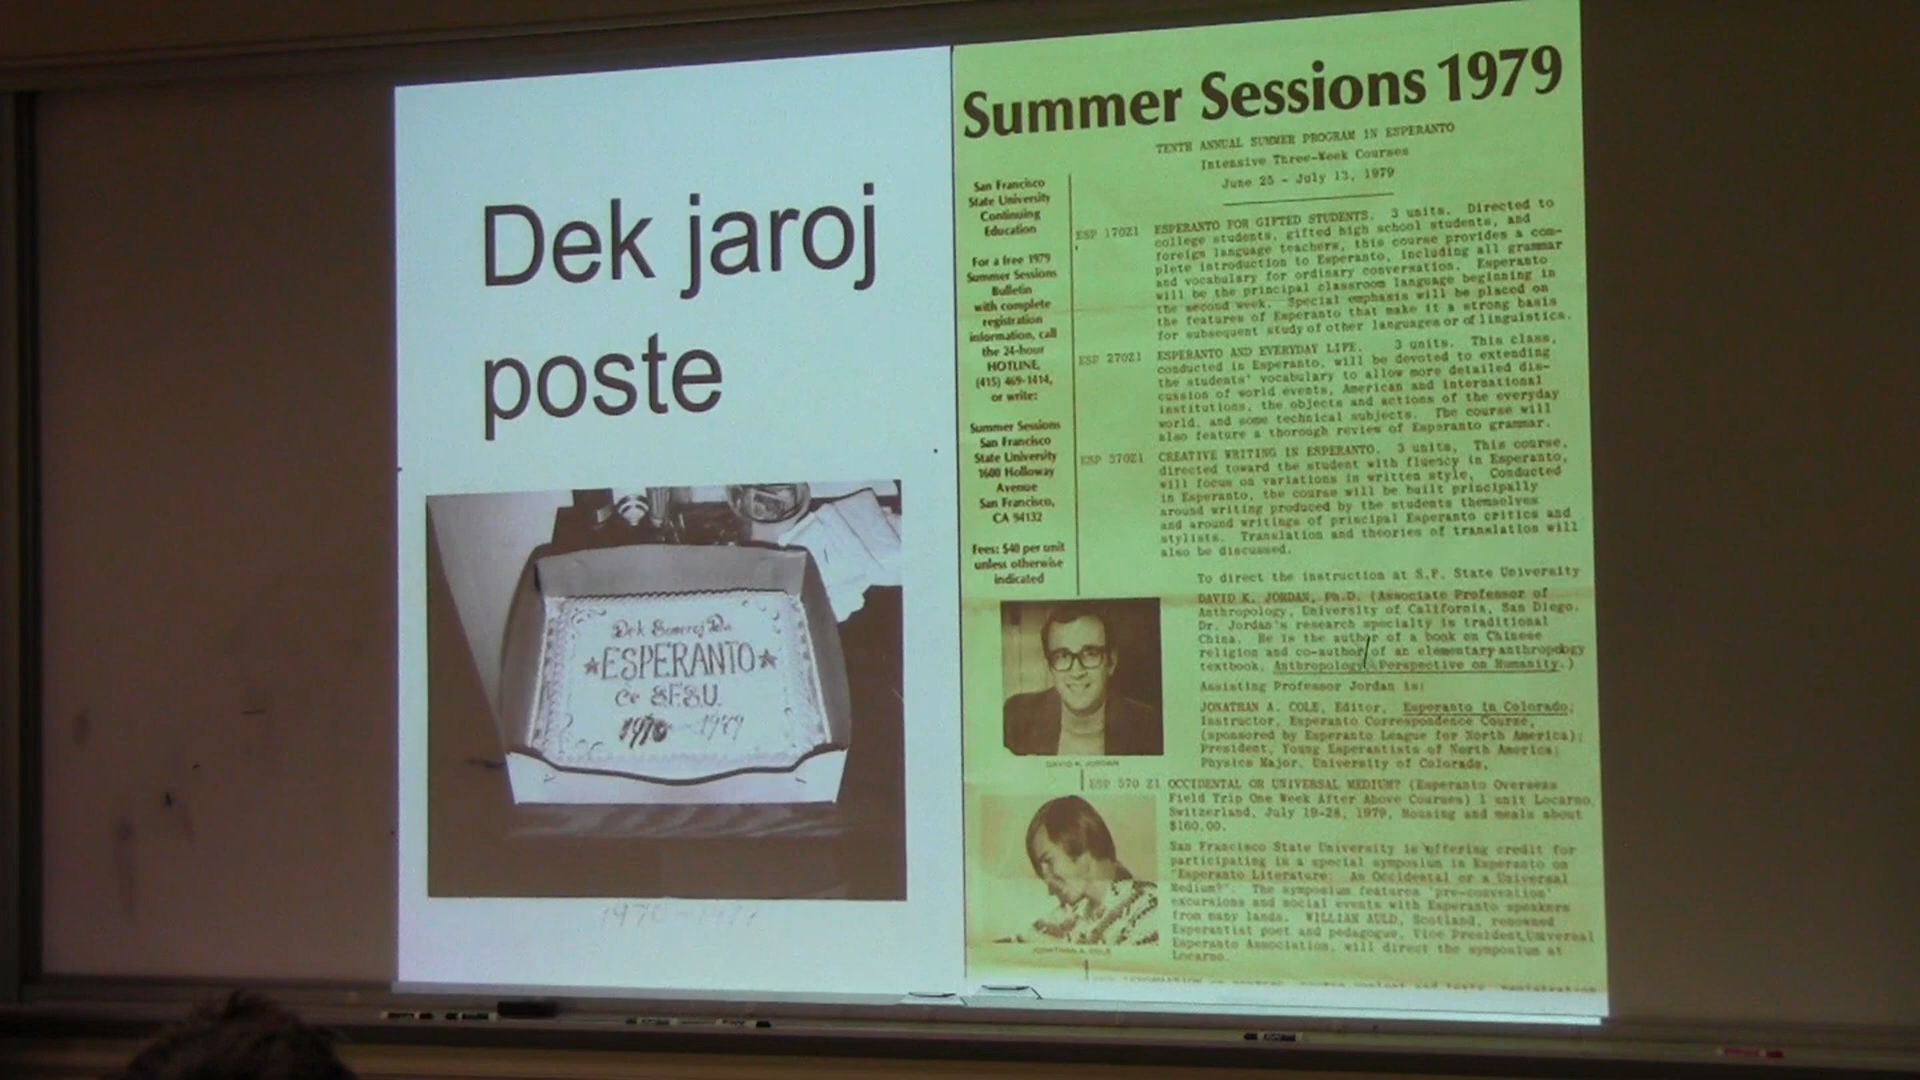 Dek jaroj
poste
Dek Someroj Da
★ESPERANTO★
Ĉe S.F.S.U.
1970 - 1979
1970-1979
Summer Sessions 1979
TENTH ANNUAL SUMMER PROGRAM IN ESPERANTO
Intensive Three-Week Courses
June 25 - July 13, 1979
San Francisco
State University
Continuing
Education
For a free 1979
Summer Sessions
Bulletin
with complete
registration
information, call
the 24-hour
HOTLINE,
(415) 469-1414,
or write:
Summer Sessions
San Francisco
State University
1600 Holloway
Avenue
San Francisco,
CA 94132
Fees: $40 per unit
unless otherwise
indicated
ESP 170Z1 ESPERANTO FOR GIFTED STUDENTS. 3 units. Directed to
college students, gifted high school students, and
foreign language teachers, this course provides a com-
plete introduction to Esperanto, including all grammar
and vocabulary for ordinary conversation. Esperanto
will be the principal classroom language beginning in
the second week. Special emphasis will be placed on
the features of Esperanto that make it a strong basis
for subsequent study of other languages or of linguistics.
ESP 270Z1 ESPERANTO AND EVERYDAY LIFE. 3 units. This class,
conducted in Esperanto, will be devoted to extending
the students' vocabulary to allow more detailed dis-
cussion of world events, American and international
institutions, the objects and actions of the everyday
world, and some technical subjects. The course will
also feature a thorough review of Esperanto grammar.
ESP 370Z1 CREATIVE WRITING IN ESPERANTO. 3 units. This course,
directed toward the student with fluency in Esperanto,
will focus on variations in written style. Conducted
in Esperanto, the course will be built principally
around writing produced by the students themselves
and around writings of principal Esperanto critics and
stylists. Translation and theories of translation will
also be discussed.
To direct the instruction at S.F. State University
DAVID K. JORDAN, Ph.D. (Associate Professor of
Anthropology, University of California, San Diego.
Dr. Jordan's research specialty is traditional
China. He is the author of a book on Chinese
religion and co-author of an elementary anthropology
textbook, Anthropology: Perspective on Humanity.)
Assisting Professor Jordan is:
JONATHAN A. COLE, Editor, Esperanto in Colorado;
Instructor, Esperanto Correspondence Course,
(sponsored by Esperanto League for North America);
President, Young Esperantists of North America;
Physics Major, University of Colorado.
DAVID K. JORDAN
ESP 570 Z1 OCCIDENTAL OR UNIVERSAL MEDIUM? (Esperanto Overseas
Field Trip One Week After Above Courses) 1 unit Locarno,
Switzerland, July 19-28, 1979, Housing and meals about
$160.00.
San Francisco State University is offering credit for
participating in a special symposium in Esperanto on
"Esperanto Literature: An Occidental or a Universal
Medium?". The symposium features 'pre-convention'
excursions and social events with Esperanto speakers
from many lands. WILLIAN AULD, Scotland, renowned
Esperantist poet and pedagogue, Vice President, Universal
Esperanto Association, will direct the symposium at
Locarno.
JONATHAN A. COLE